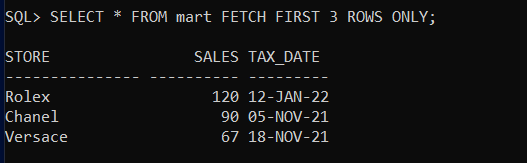 SQL> SELECT * FROM mart FETCH FIRST 3 ROWS ONLY;
STORE                SALES TAX_DATE
--------------- ---------- ---------
Rolex                  120 12-JAN-22
Chanel                  90 05-NOV-21
Versace                 67 18-NOV-21